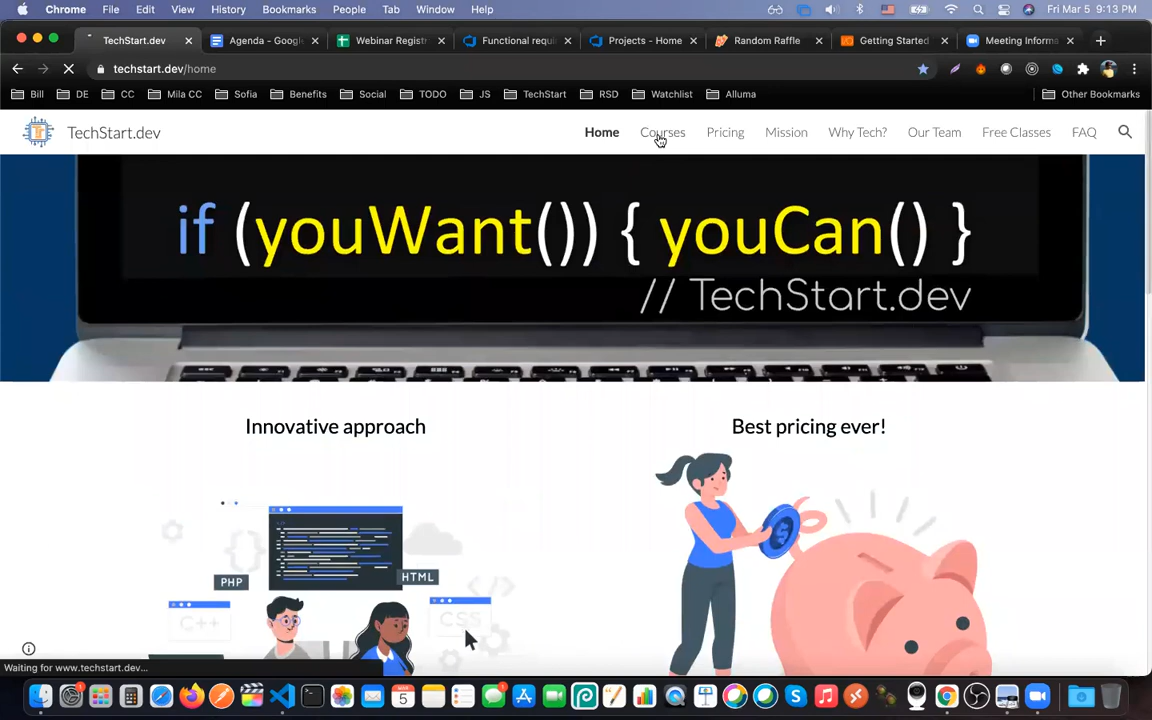 Chrome File Edit View History Bookmarks People Tab Window Help Fri Mar 5 9:13 PM
TechStart.dev Agenda - Googl Webinar Registr Functional requi Projects - Home Random Raffle Getting Started Meeting Informa
techstart.dev/home
Bill DE CC Mila CC Sofia Benefits Social TODO JS TechStart RSD Watchlist Alluma Other Bookmarks
TechStart.dev Home Courses Pricing Mission Why Tech? Our Team Free Classes FAQ
if (youWant()) { youCan() }
// TechStart.dev
Innovative approach Best pricing ever!
PHP HTML
C++ CSS
Waiting for www.techstart.dev...